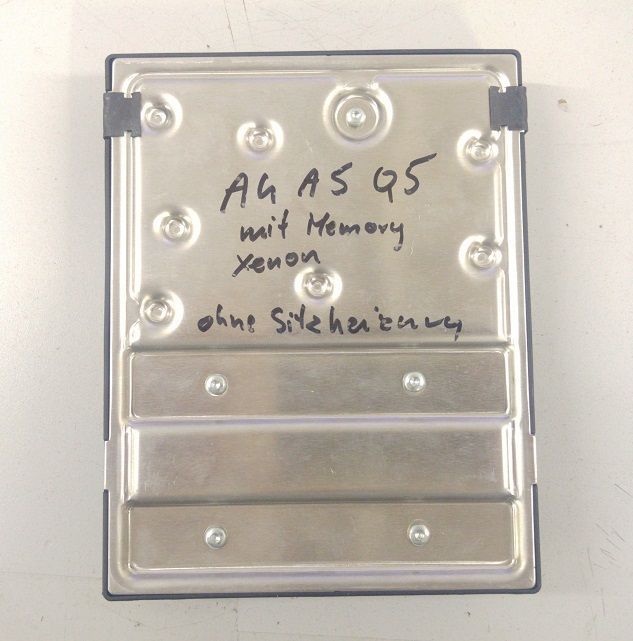 A4 A5 Q5
mit Memory
Xenon
ohne Sitzheizung